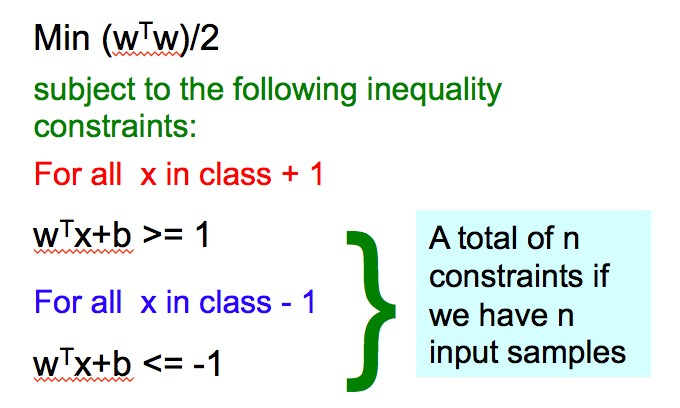 Min (wᵀw)/2
subject to the following inequality
constraints:
For all  x in class + 1
wᵀx+b >= 1
For all  x in class - 1
wᵀx+b <= -1
}
A total of n
constraints if
we have n
input samples